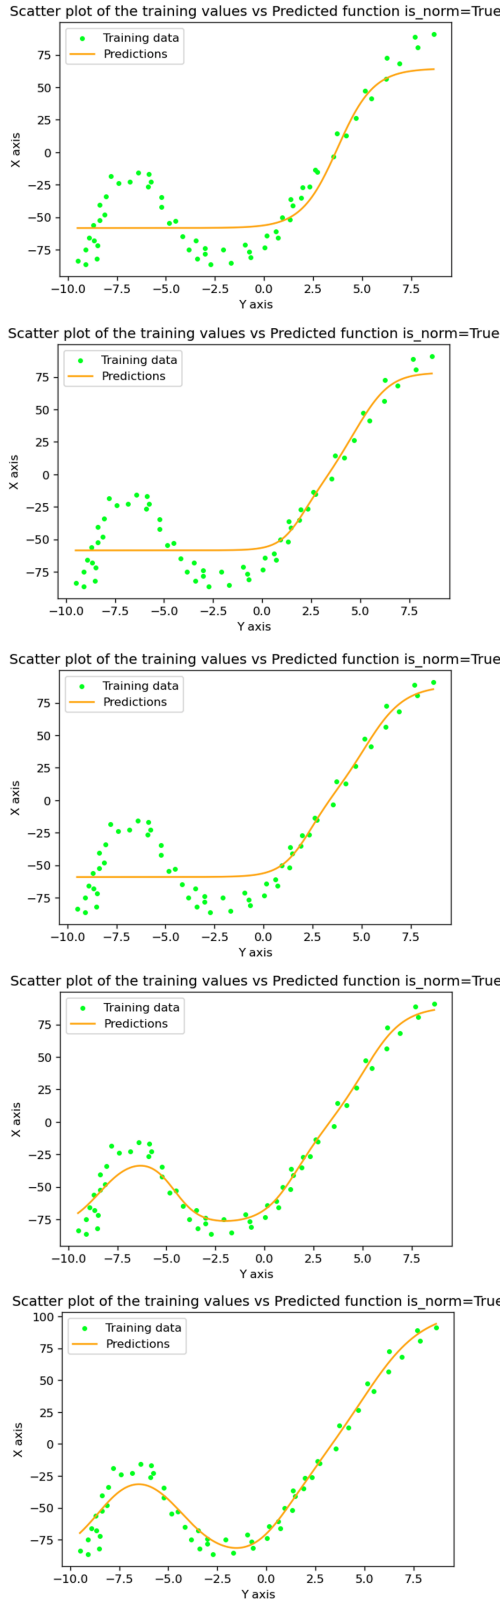 Scatter plot of the training values vs Predicted function is_norm=True
Training data
Predictions
75
50
25
0
−25
−50
−75
X axis
−10.0 −7.5 −5.0 −2.5 0.0 2.5 5.0 7.5
Y axis
Scatter plot of the training values vs Predicted function is_norm=True
Training data
Predictions
75
50
25
0
−25
−50
−75
X axis
−10.0 −7.5 −5.0 −2.5 0.0 2.5 5.0 7.5
Y axis
Scatter plot of the training values vs Predicted function is_norm=True
Training data
Predictions
75
50
25
0
−25
−50
−75
X axis
−10.0 −7.5 −5.0 −2.5 0.0 2.5 5.0 7.5
Y axis
Scatter plot of the training values vs Predicted function is_norm=True
Training data
Predictions
75
50
25
0
−25
−50
−75
X axis
−10.0 −7.5 −5.0 −2.5 0.0 2.5 5.0 7.5
Y axis
Scatter plot of the training values vs Predicted function is_norm=True
Training data
Predictions
100
75
50
25
0
−25
−50
−75
X axis
−10.0 −7.5 −5.0 −2.5 0.0 2.5 5.0 7.5
Y axis